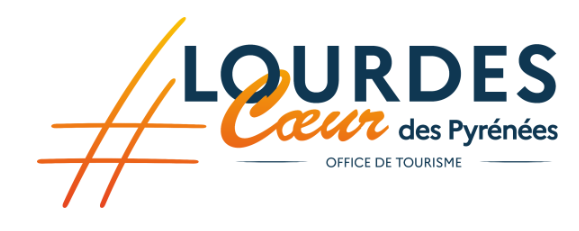 #LOURDES
Cœur des Pyrénées
OFFICE DE TOURISME